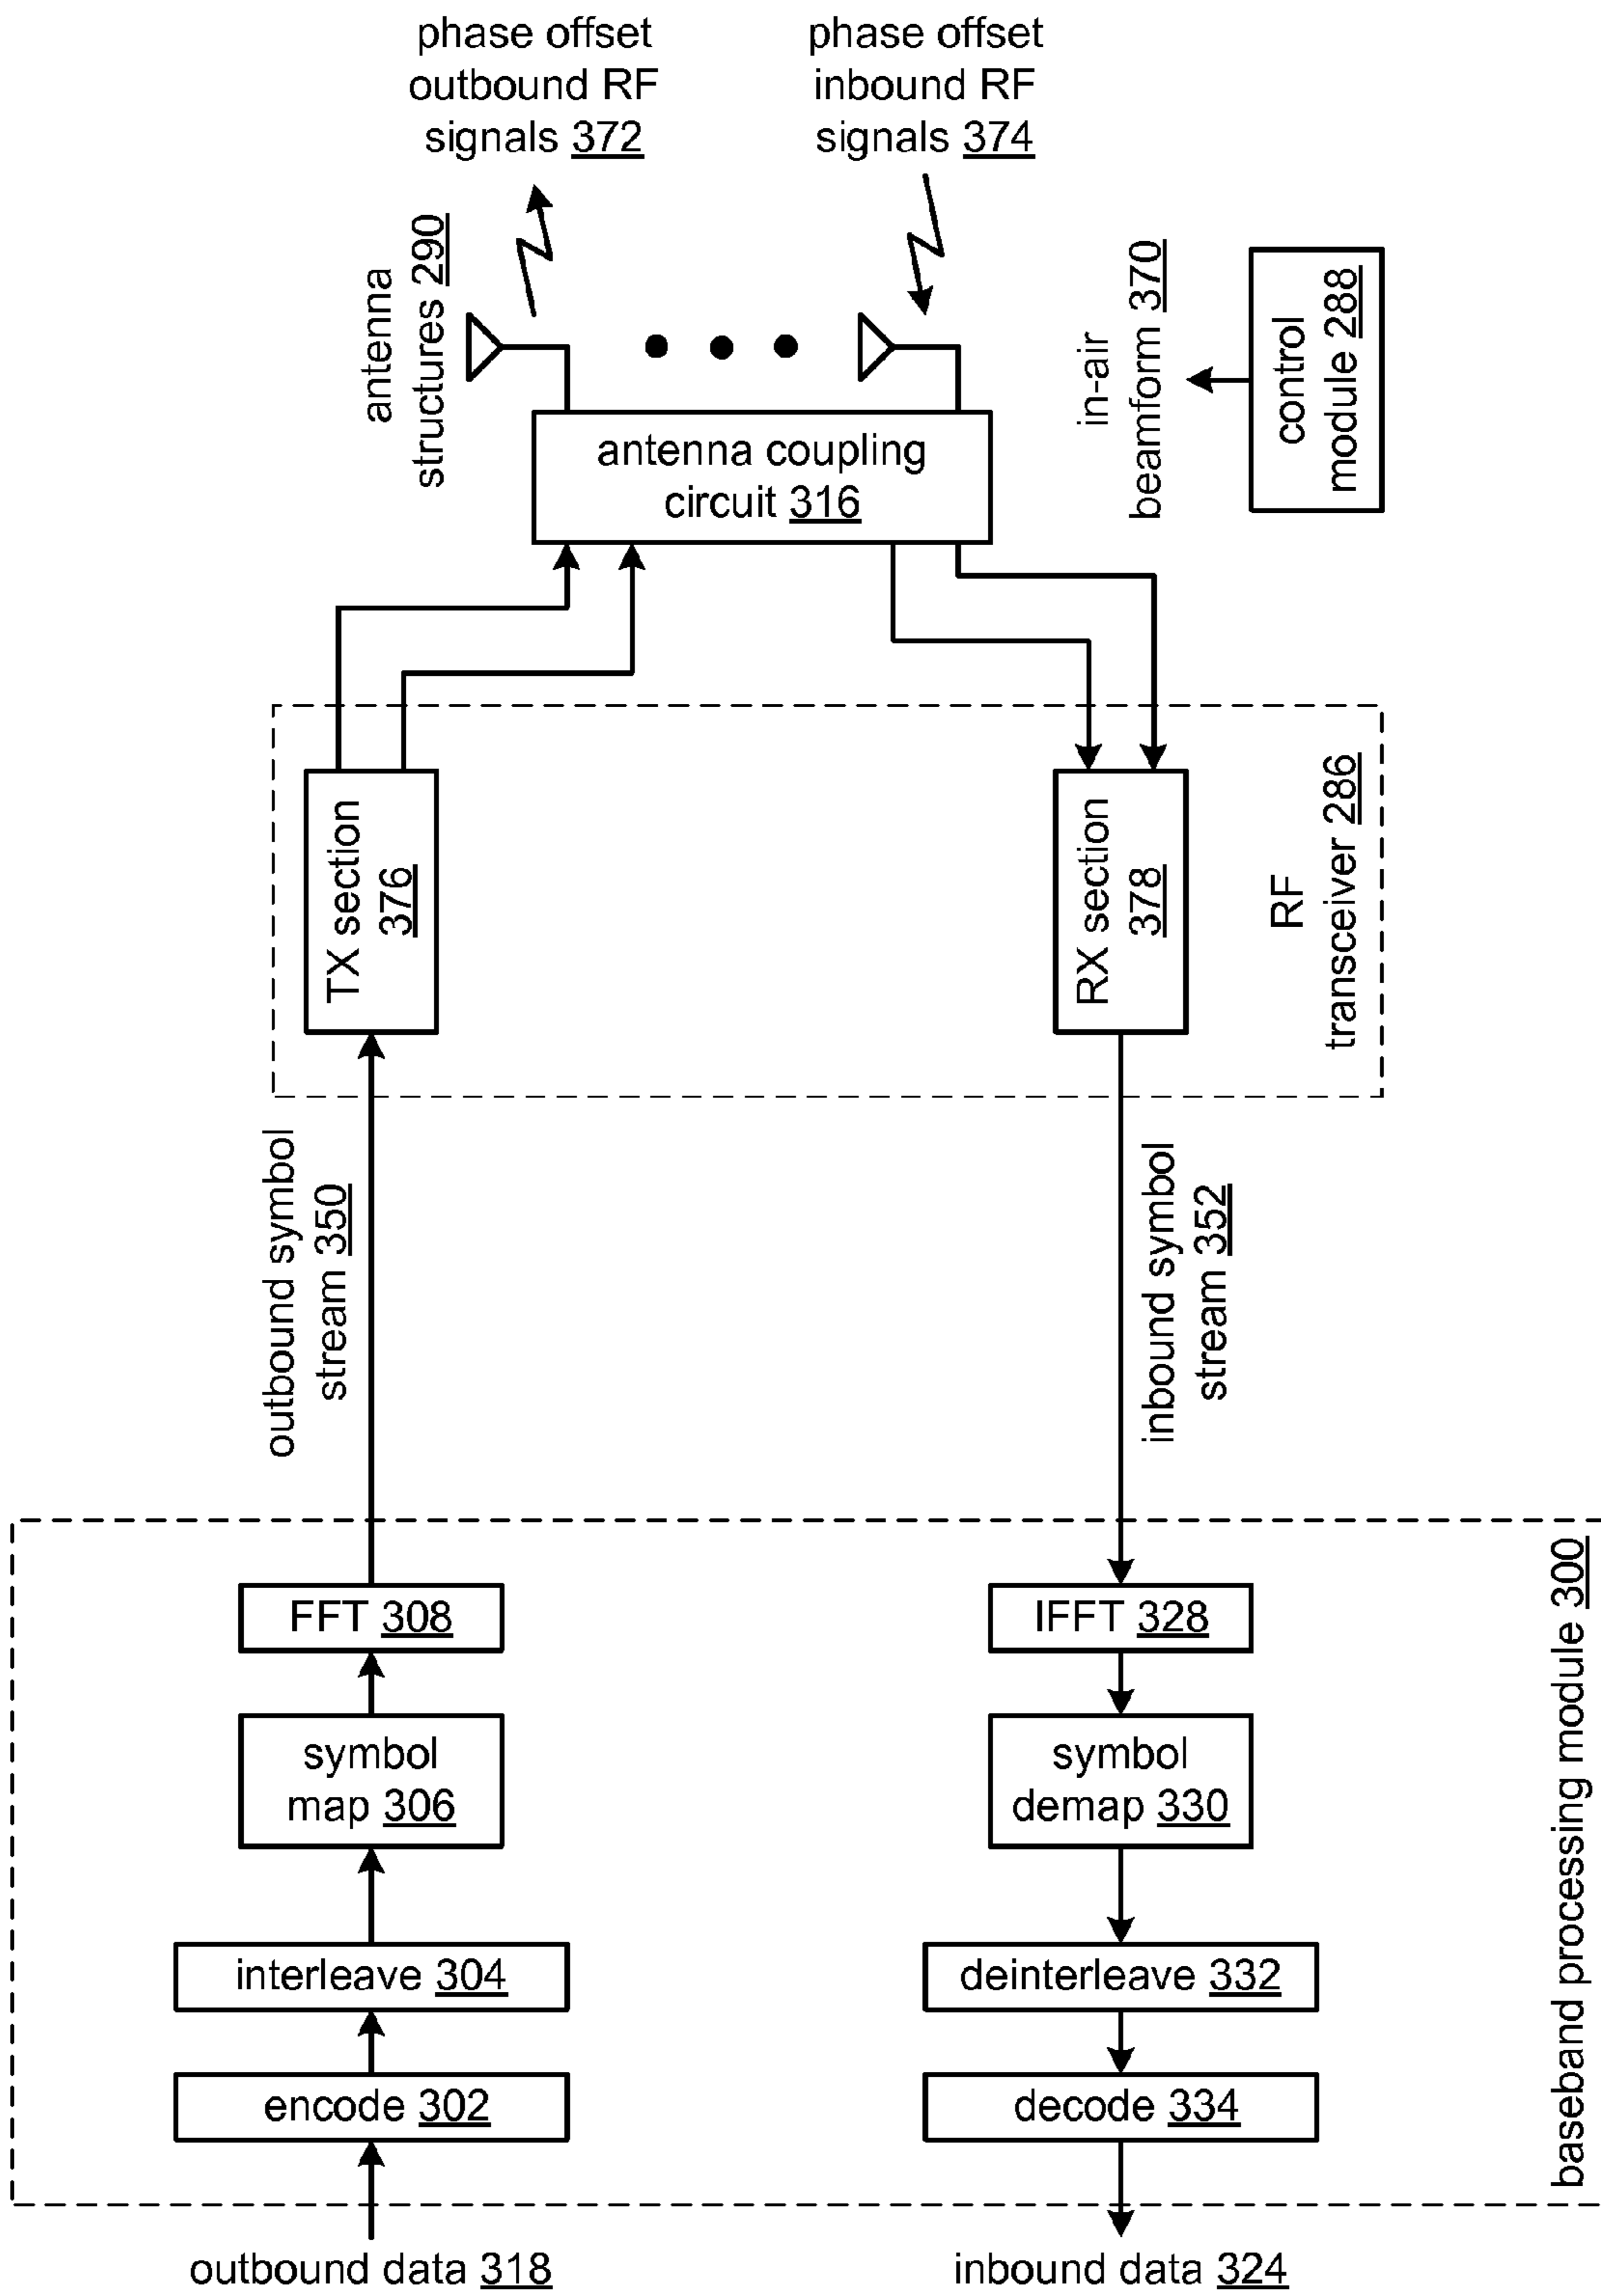 phase offset
outbound RF
signals 372
phase offset
inbound RF
signals 374
antenna
structures 290
in-air
beamform 370
control
module 288
antenna coupling
circuit 316
TX section
376
RX section
378
RF
transceiver 286
outbound symbol
stream 350
inbound symbol
stream 352
FFT 308
IFFT 328
symbol
map 306
symbol
demap 330
interleave 304
deinterleave 332
encode 302
decode 334
baseband processing module 300
outbound data 318
inbound data 324